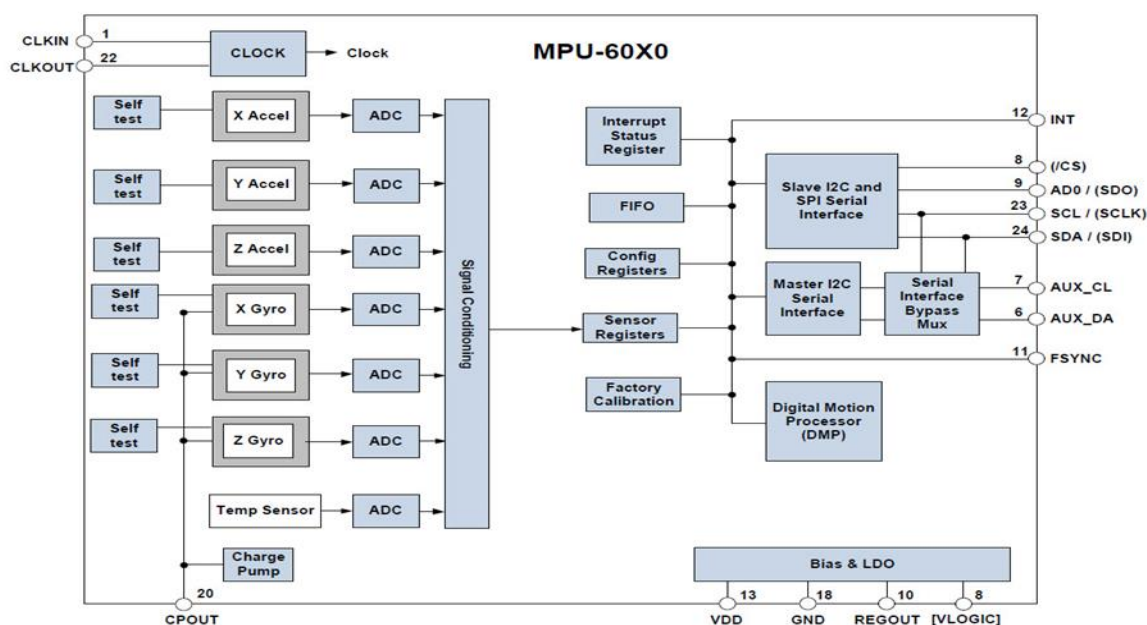 MPU-60X0
CLKIN 1
CLKOUT 22
CLOCK
Clock
Self
test
X Accel
ADC
Self
test
Y Accel
ADC
Self
test
Z Accel
ADC
Self
test
X Gyro
ADC
Self
test
Y Gyro
ADC
Self
test
Z Gyro
ADC
Temp Sensor
ADC
Charge
Pump
20
CPOUT
Signal Conditioning
Interrupt
Status
Register
FIFO
Config
Registers
Sensor
Registers
Factory
Calibration
Slave I2C and
SPI Serial
Interface
Master I2C
Serial
Interface
Serial
Interface
Bypass
Mux
Digital Motion
Processor
(DMP)
12 INT
8 (/CS)
9 AD0 / (SDO)
23 SCL / (SCLK)
24 SDA / (SDI)
7 AUX_CL
6 AUX_DA
11 FSYNC
Bias & LDO
13
VDD
18
GND
10
REGOUT
8
[VLOGIC]